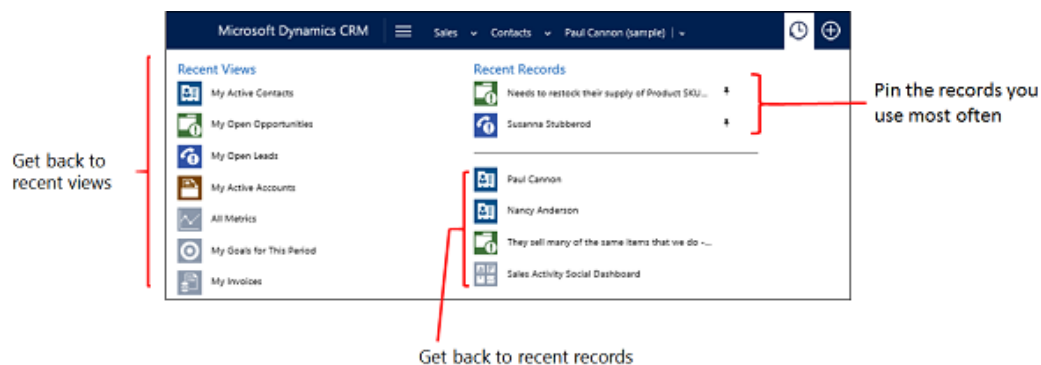 Microsoft Dynamics CRM Sales Contacts Paul Cannon (sample) |
Recent Views
My Active Contacts
My Open Opportunities
My Open Leads
My Active Accounts
All Metrics
My Goals for This Period
My Invoices
Recent Records
Needs to restock their supply of Product SKU...
Susanna Stubberod
Paul Cannon
Nancy Anderson
They sell many of the same items that we do -...
Sales Activity Social Dashboard
Get back to
recent views
Pin the records you
use most often
Get back to recent records